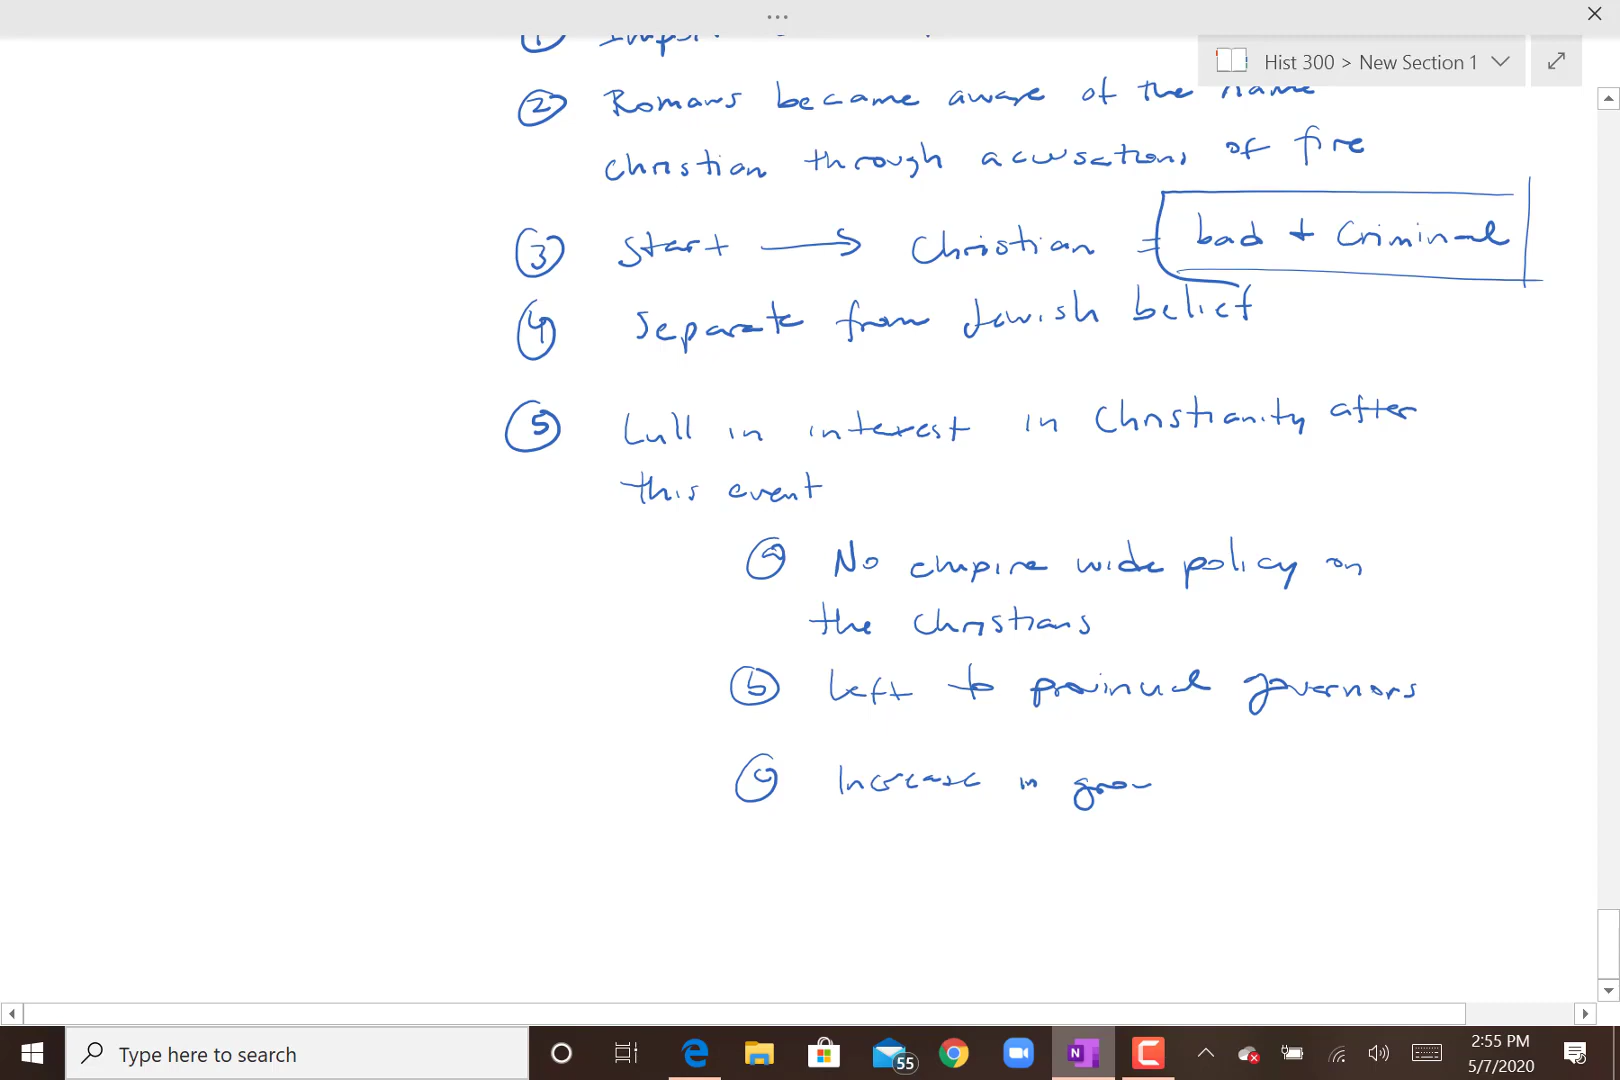 ...
Hist 300 > New Section 1
①
② Romans became aware of the name
Christian through accusations of fire
③ Start → Christian = bad + Criminal
④ Separate from Jewish belief
⑤ Lull in interest in Christianity after
this event
ⓐ No empire wide policy on
the Christians
ⓑ Left to provincial governors
ⓒ Increase in grow
Type here to search
55
2:55 PM
5/7/2020